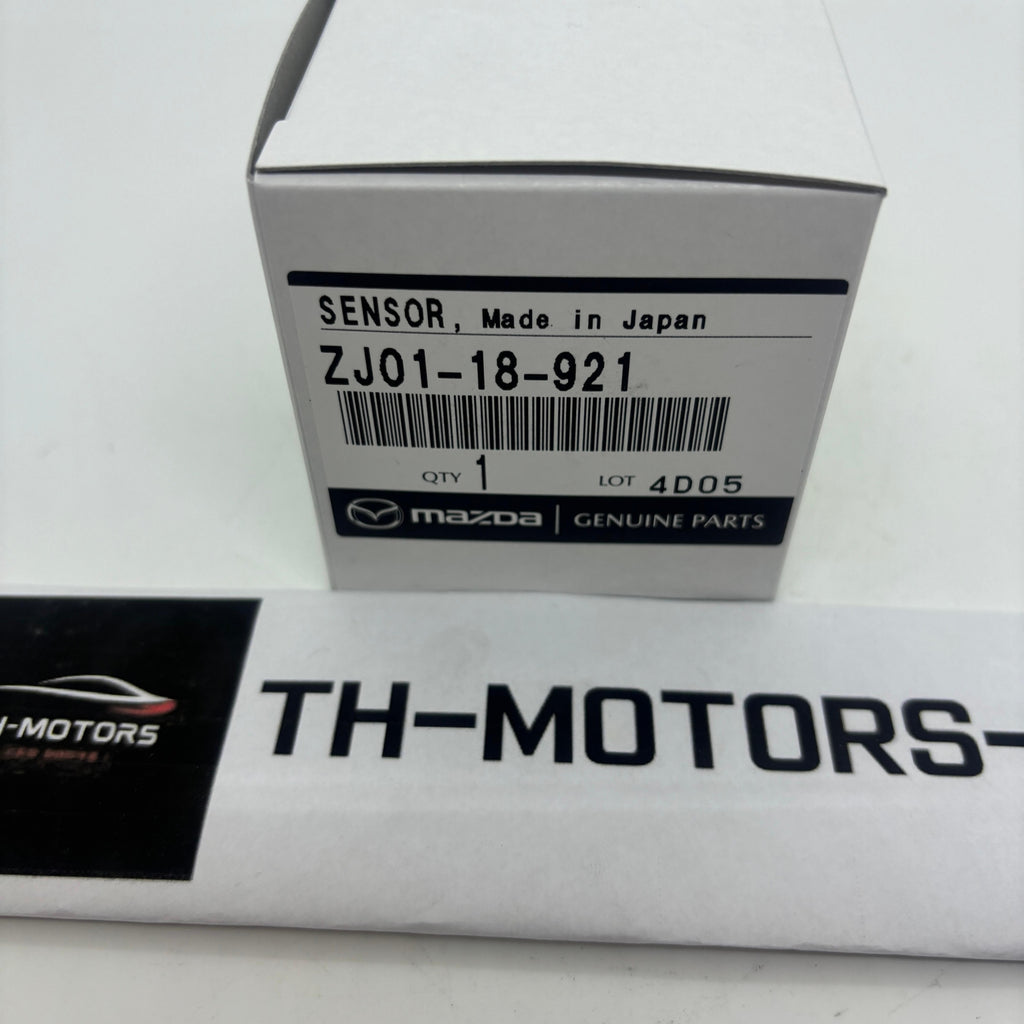 SENSOR, Made in Japan
ZJ01-18-921
QTY 1 LOT 4D05
mazda | GENUINE PARTS
TH-MOTORS-
H-MOTORS